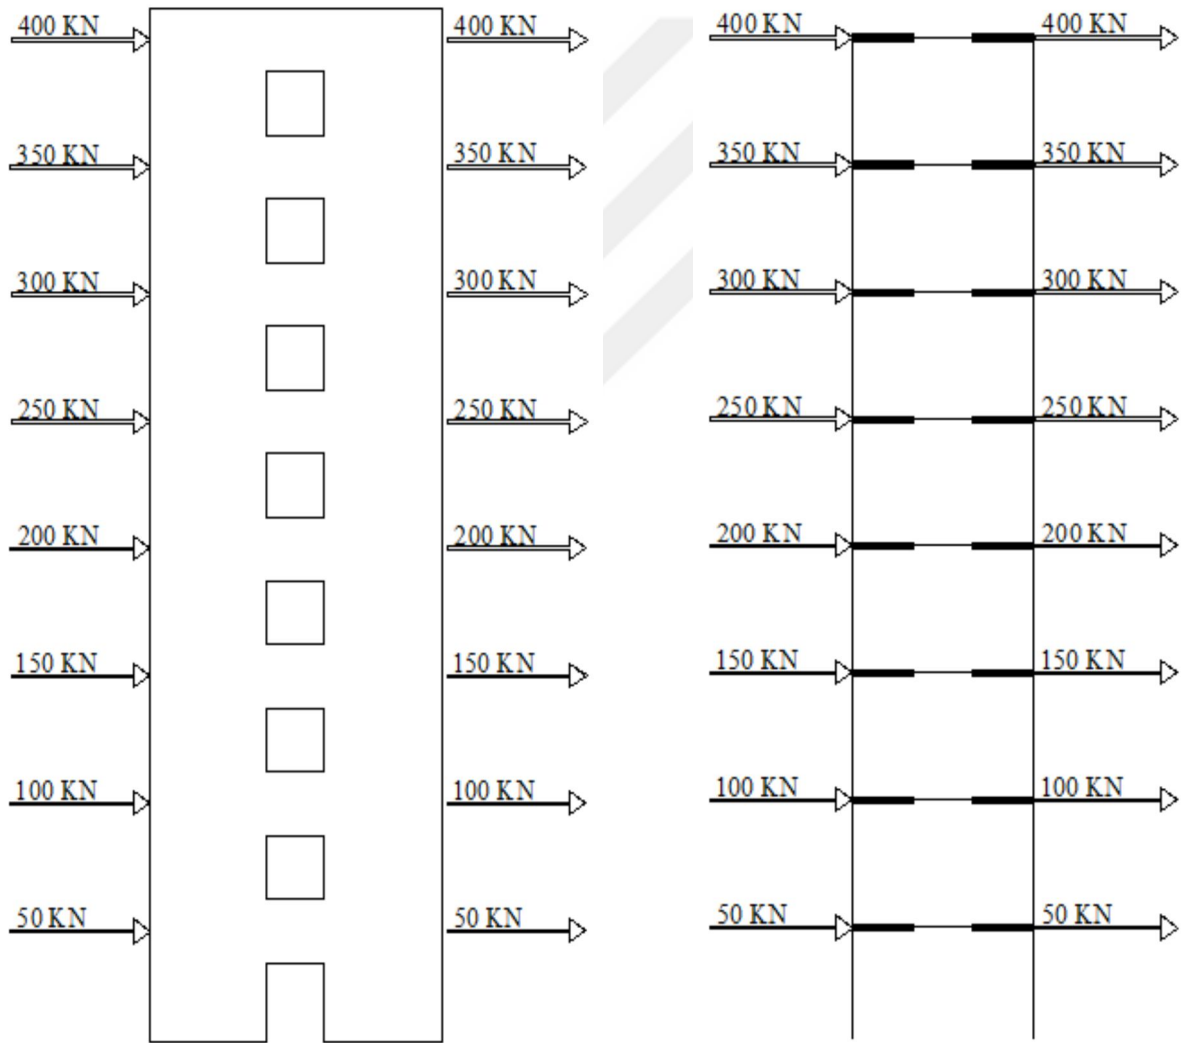 400 KN 400 KN 400 KN 400 KN
350 KN 350 KN 350 KN 350 KN
300 KN 300 KN 300 KN 300 KN
250 KN 250 KN 250 KN 250 KN
200 KN 200 KN 200 KN 200 KN
150 KN 150 KN 150 KN 150 KN
100 KN 100 KN 100 KN 100 KN
50 KN 50 KN 50 KN 50 KN